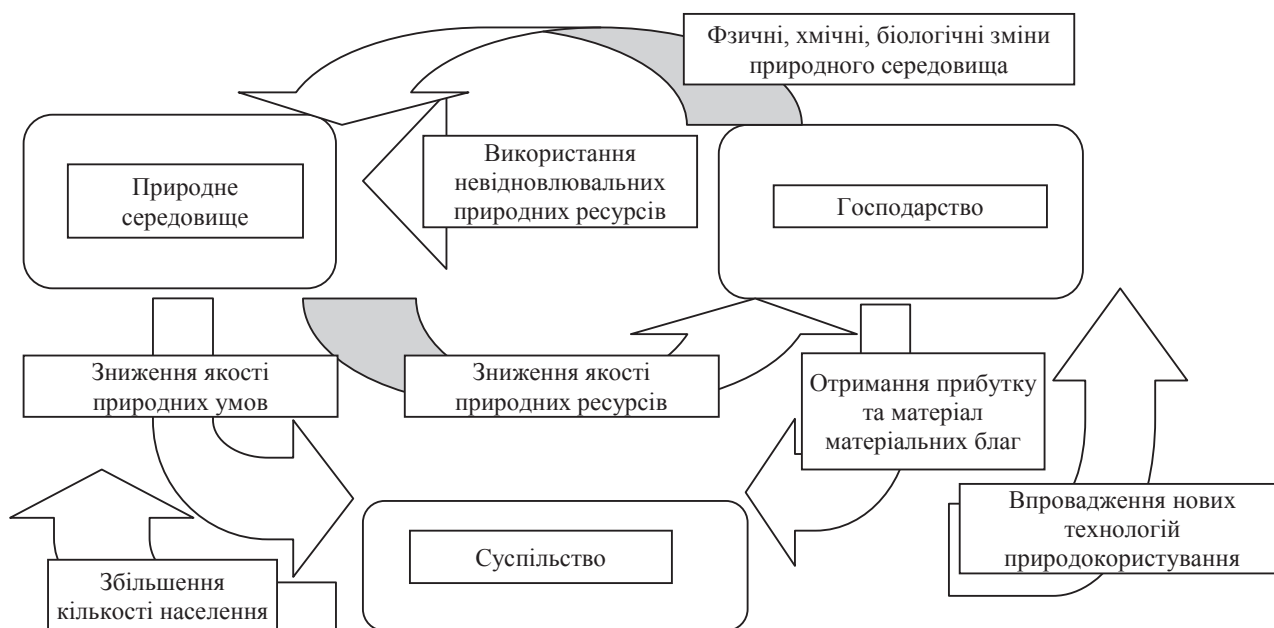 Фзичні, хмічні, біологічні зміни
природного середовища
Природне
середовище
Використання
невідновлювальних
природних ресурсів
Господарство
Зниження якості
природних умов
Зниження якості
природних ресурсів
Отримання прибутку
та матеріал
матеріальних благ
Збільшення
кількості населення
Суспільство
Впровадження нових
технологій
природокористування